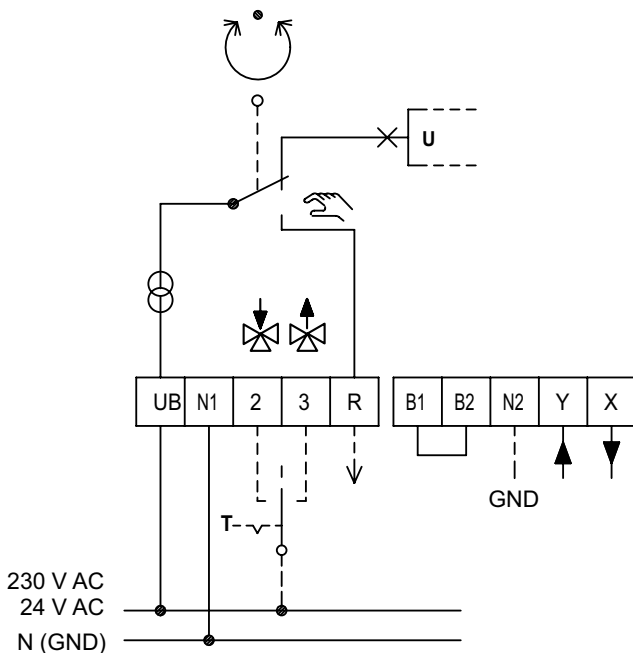 U
UB N1 2 3 R B1 B2 N2 Y X
GND
T
230 V AC
24 V AC
N (GND)